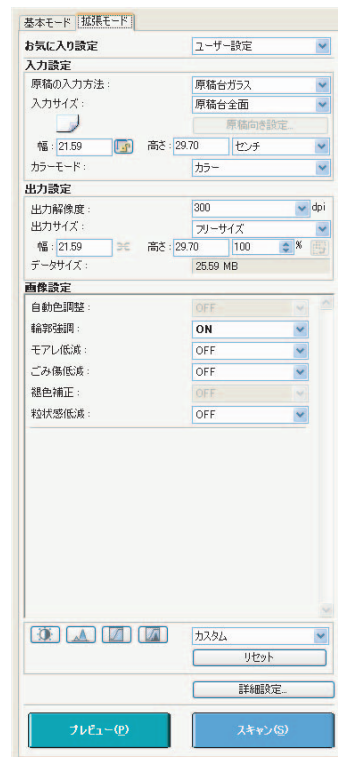 基本モード 拡張モード
お気に入り設定 ユーザー設定
入力設定
原稿の入力方法： 原稿台ガラス
入力サイズ： 原稿台全面
原稿向き設定...
幅：21.59 高さ：29.70 センチ
カラーモード： カラー
出力設定
出力解像度： 300 dpi
出力サイズ： フリーサイズ
幅：21.59 高さ：29.70 100 %
データサイズ： 25.59 MB
画像設定
自動色調整： OFF
輪郭強調： ON
モアレ低減： OFF
ごみ傷低減： OFF
褪色補正： OFF
粒状感低減： OFF
カスタム
リセット
詳細設定...
プレビュー(P) スキャン(S)